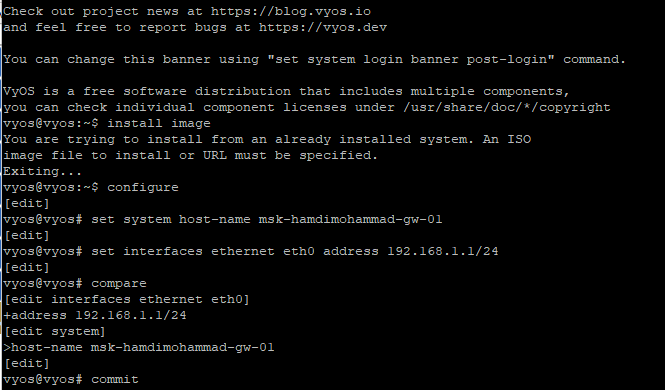 Check out project news at https://blog.vyos.io
and feel free to report bugs at https://vyos.dev
You can change this banner using "set system login banner post-login" command.
VyOS is a free software distribution that includes multiple components,
you can check individual component licenses under /usr/share/doc/*/copyright
vyos@vyos:~$ install image
You are trying to install from an already installed system. An ISO
image file to install or URL must be specified.
Exiting...
vyos@vyos:~$ configure
[edit]
vyos@vyos# set system host-name msk-hamdimohammad-gw-01
[edit]
vyos@vyos# set interfaces ethernet eth0 address 192.168.1.1/24
[edit]
vyos@vyos# compare
[edit interfaces ethernet eth0]
+address 192.168.1.1/24
[edit system]
>host-name msk-hamdimohammad-gw-01
[edit]
vyos@vyos# commit